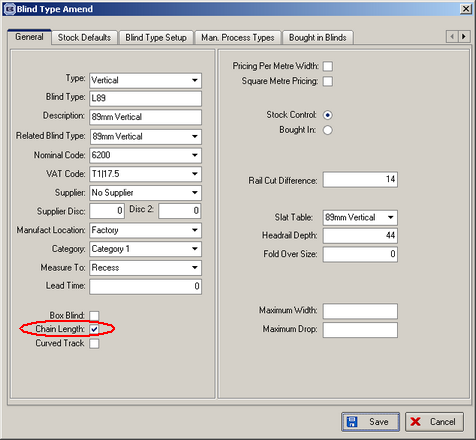 Blind Type Amend
General Stock Defaults Blind Type Setup Man. Process Types Bought in Blinds
Type: Vertical
Blind Type: L89
Description: 89mm Vertical
Related Blind Type: 89mm Vertical
Nominal Code: 6200
VAT Code: T1|17.5
Supplier: No Supplier
Supplier Disc: 0 Disc 2: 0
Manufact Location: Factory
Category: Category 1
Measure To: Recess
Lead Time: 0
Box Blind:
Chain Length:
Curved Track
Pricing Per Metre Width:
Square Metre Pricing:
Stock Control:
Bought In:
Rail Cut Difference: 14
Slat Table: 89mm Vertical
Headrail Depth: 44
Fold Over Size: 0
Maximum Width:
Maximum Drop:
Save Cancel